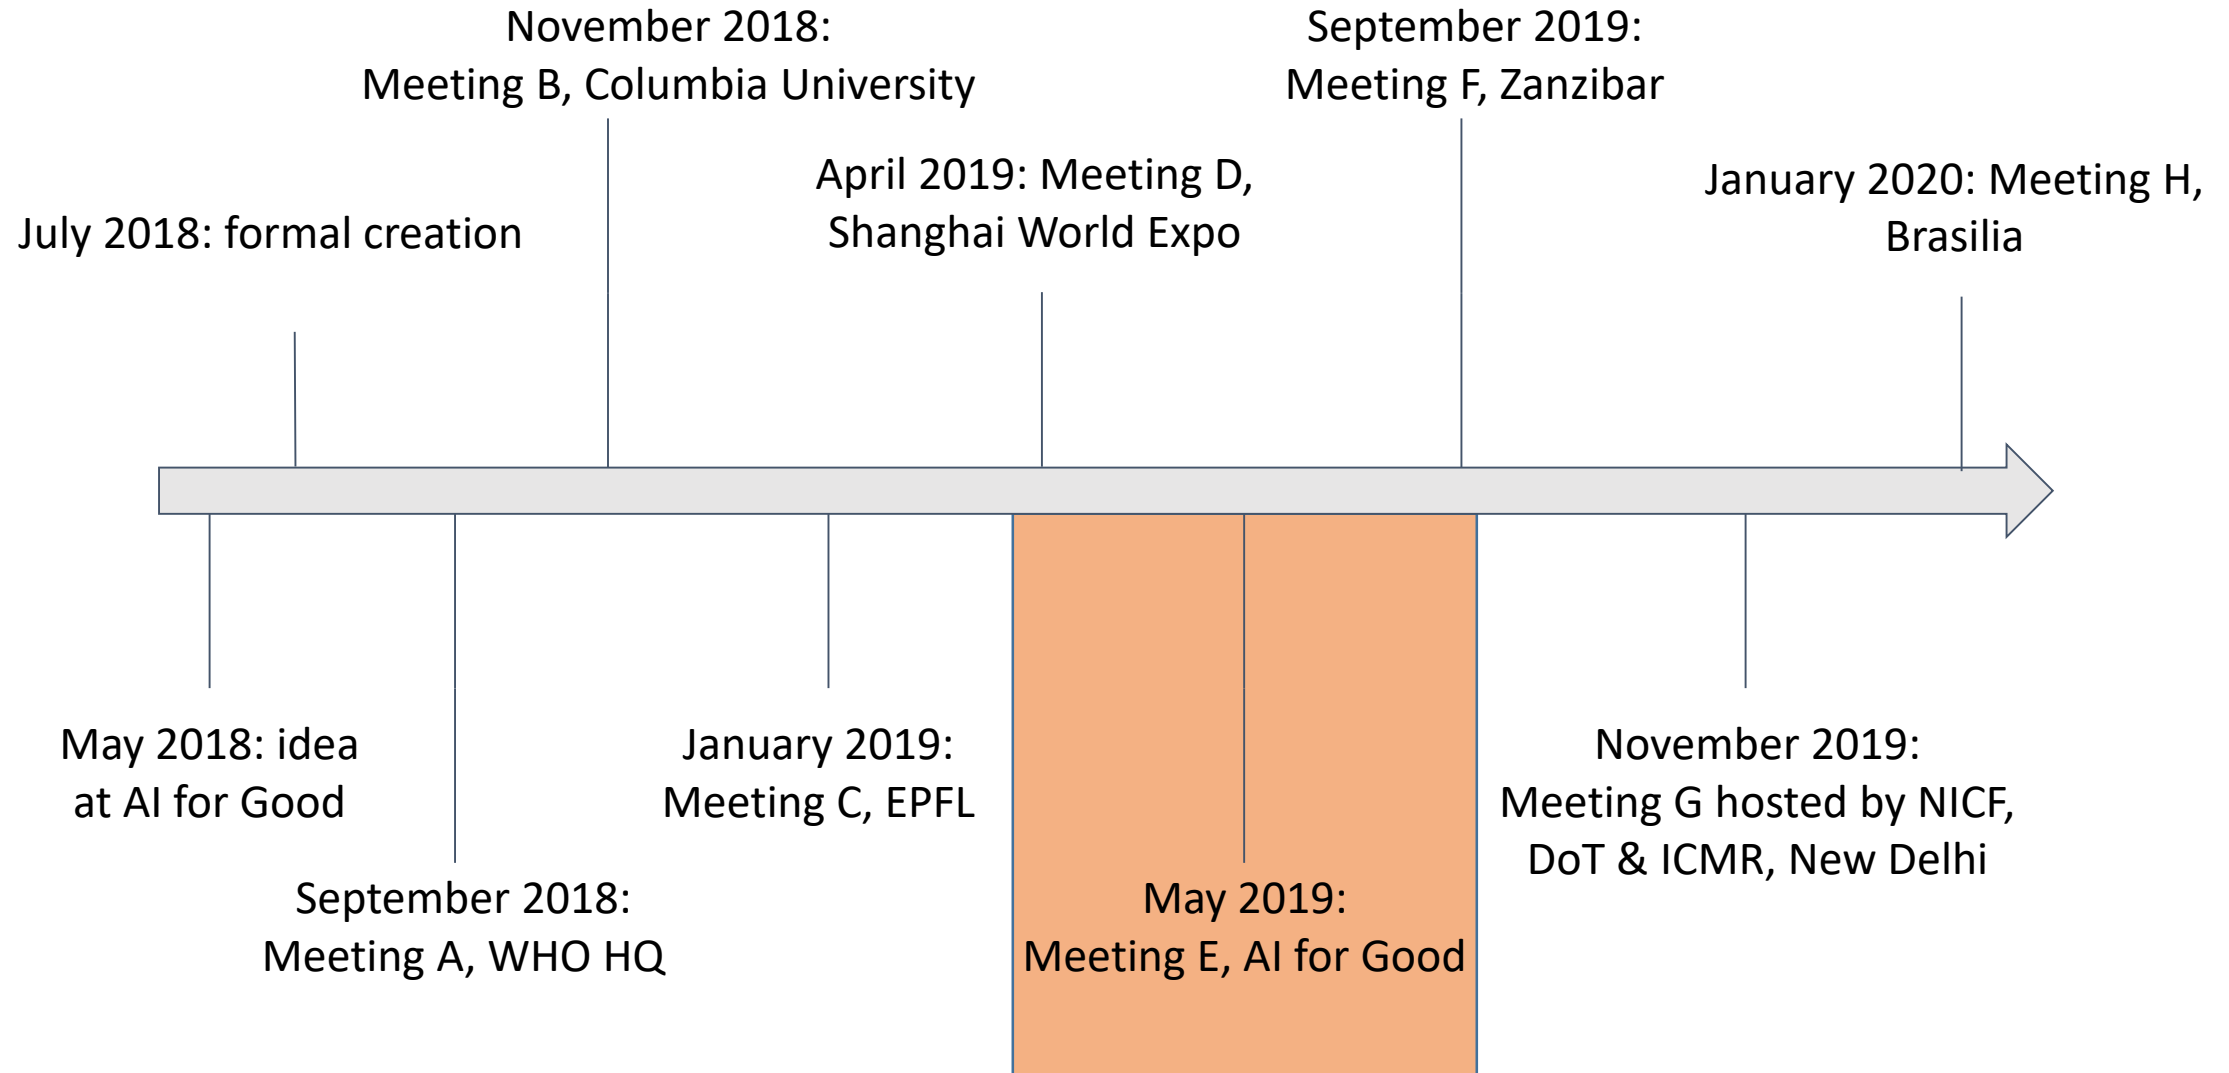 November 2018:
Meeting B, Columbia University
September 2019:
Meeting F, Zanzibar
April 2019: Meeting D,
Shanghai World Expo
January 2020: Meeting H,
Brasilia
July 2018: formal creation
May 2018: idea
at AI for Good
January 2019:
Meeting C, EPFL
November 2019:
Meeting G hosted by NICF,
DoT & ICMR, New Delhi
September 2018:
Meeting A, WHO HQ
May 2019:
Meeting E, AI for Good